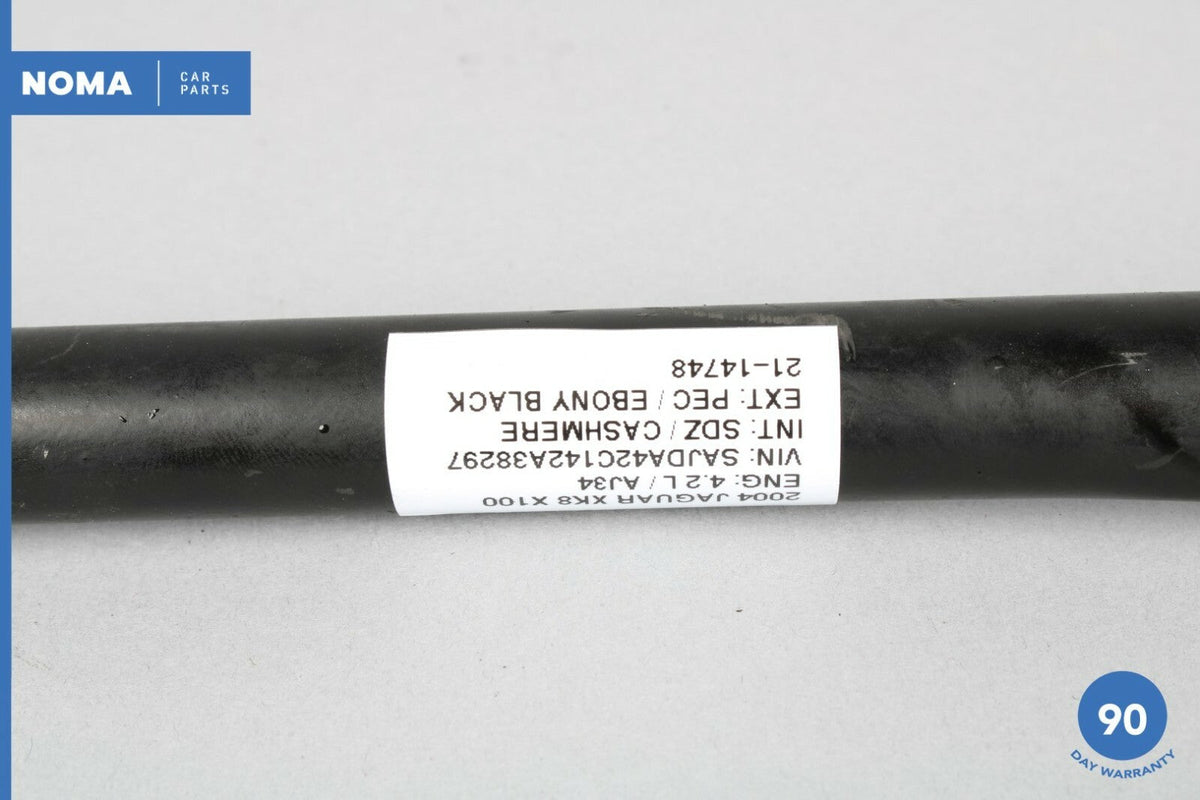 NOMA
CAR
PARTS
2004 JAGUAR XK8 X100
ENG: 4.2 L / AJ34
VIN: SAJDA42C142A38297
INT: SDZ / CASHMERE
EXT: PEC / EBONY BLACK
21-14748
90
DAY WARRANTY